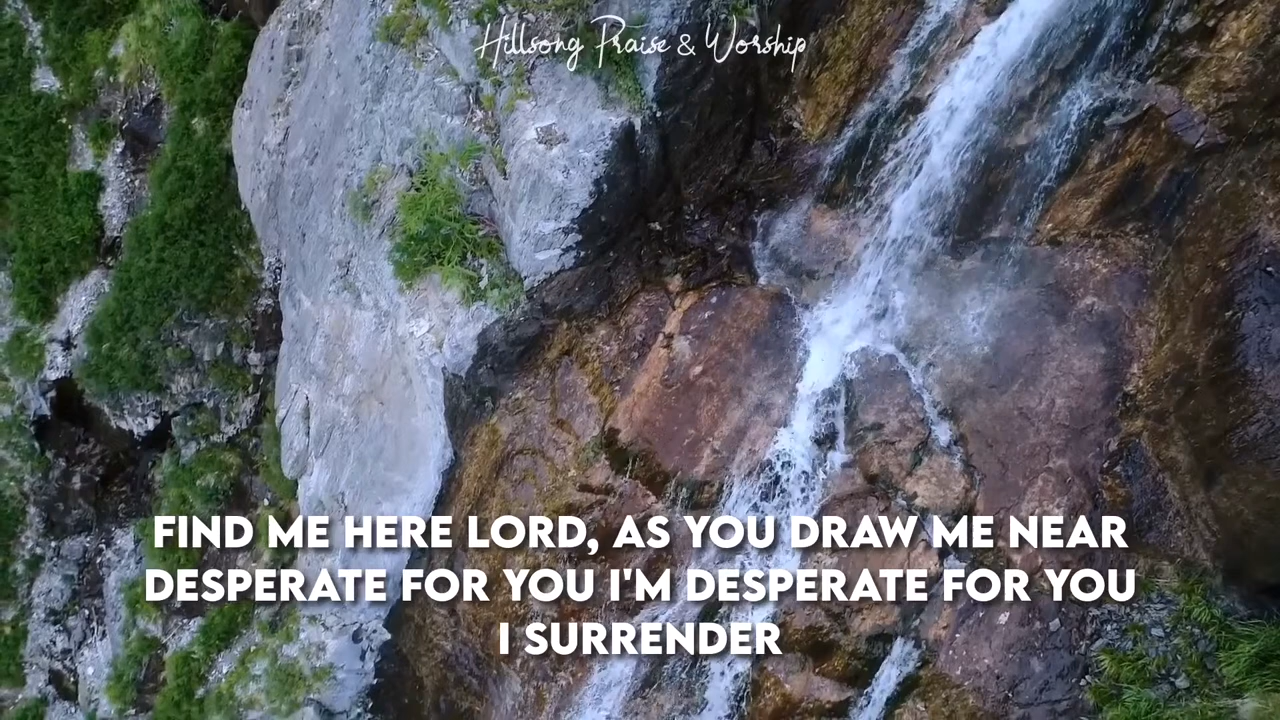 Hillsong Praise & Worship
FIND ME HERE LORD, AS YOU DRAW ME NEAR
DESPERATE FOR YOU I'M DESPERATE FOR YOU
I SURRENDER